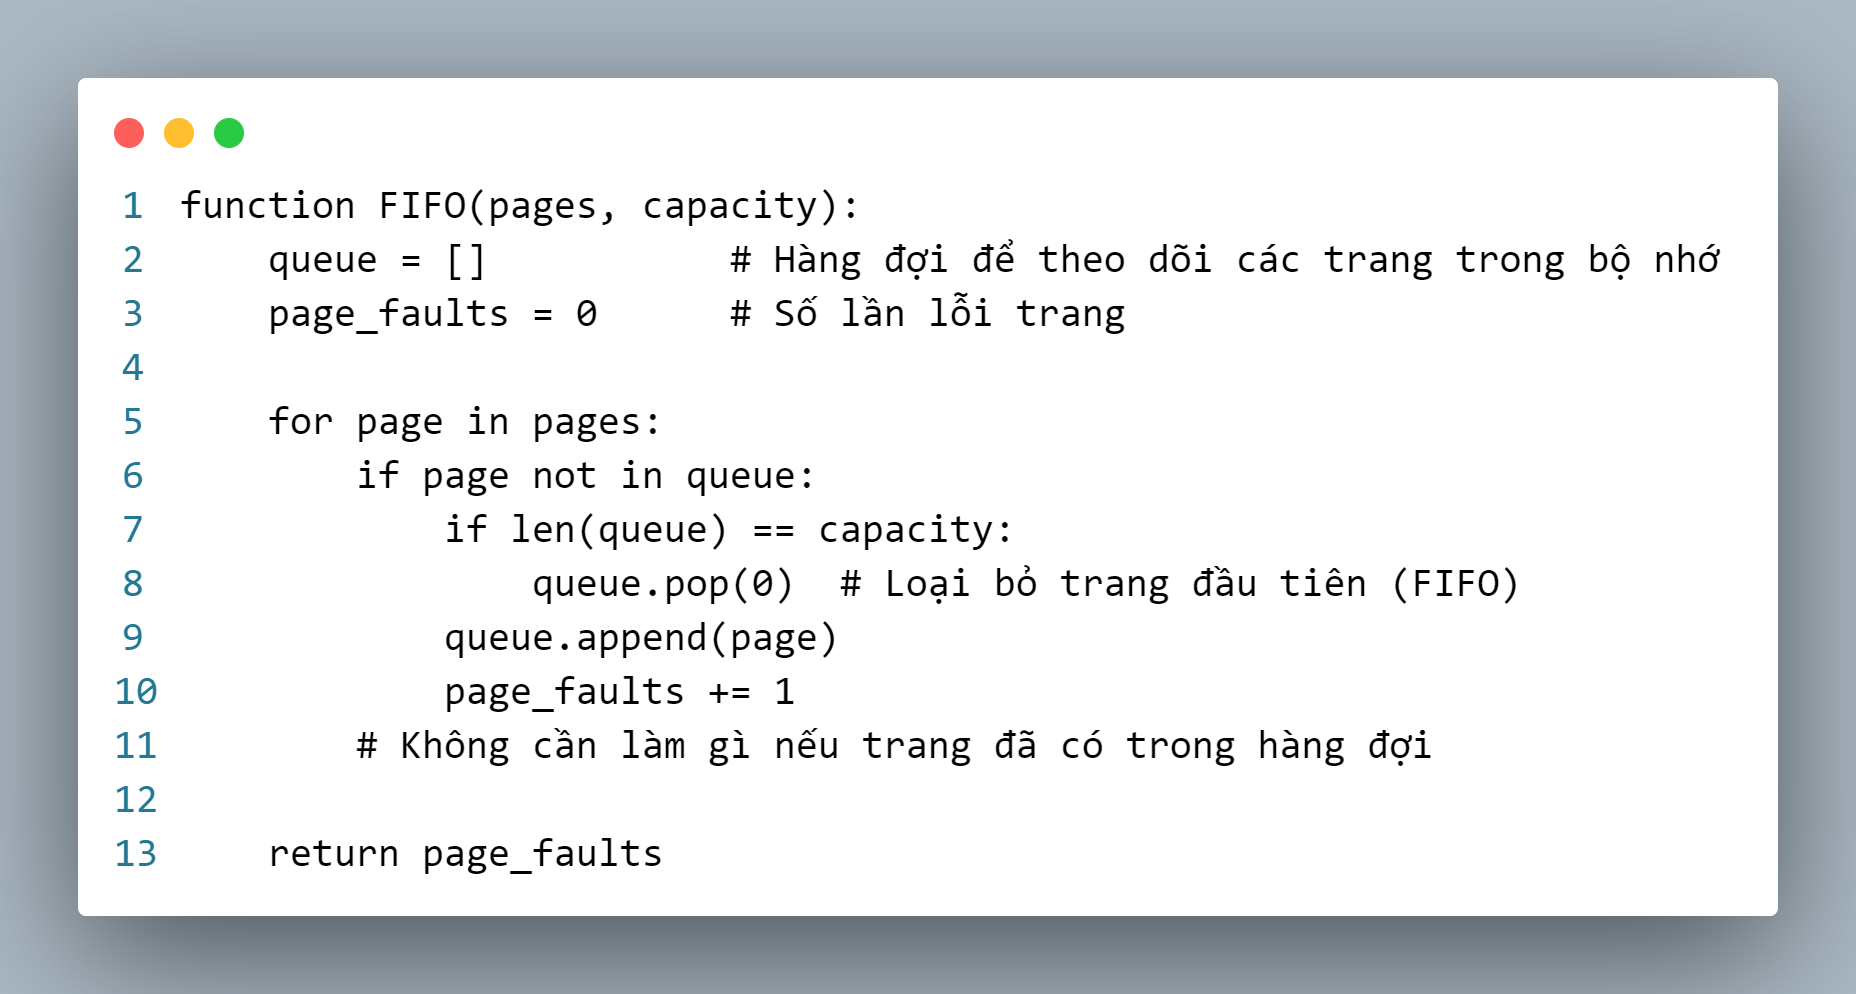 1 function FIFO(pages, capacity):
2     queue = []           # Hàng đợi để theo dõi các trang trong bộ nhớ
3     page_faults = 0      # Số lần lỗi trang
4
5     for page in pages:
6         if page not in queue:
7             if len(queue) == capacity:
8                 queue.pop(0)  # Loại bỏ trang đầu tiên (FIFO)
9             queue.append(page)
10             page_faults += 1
11         # Không cần làm gì nếu trang đã có trong hàng đợi
12
13     return page_faults